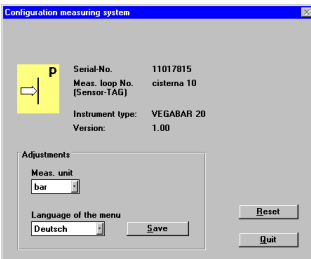 Configuration measuring system
p
Serial-No. 11017815
Meas. loop No. cisterna 10
(Sensor-TAG)
Instrument type: VEGABAR 20
Version: 1.00
Adjustments
Meas. unit
bar
Language of the menu
Deutsch
Save
Reset
Quit